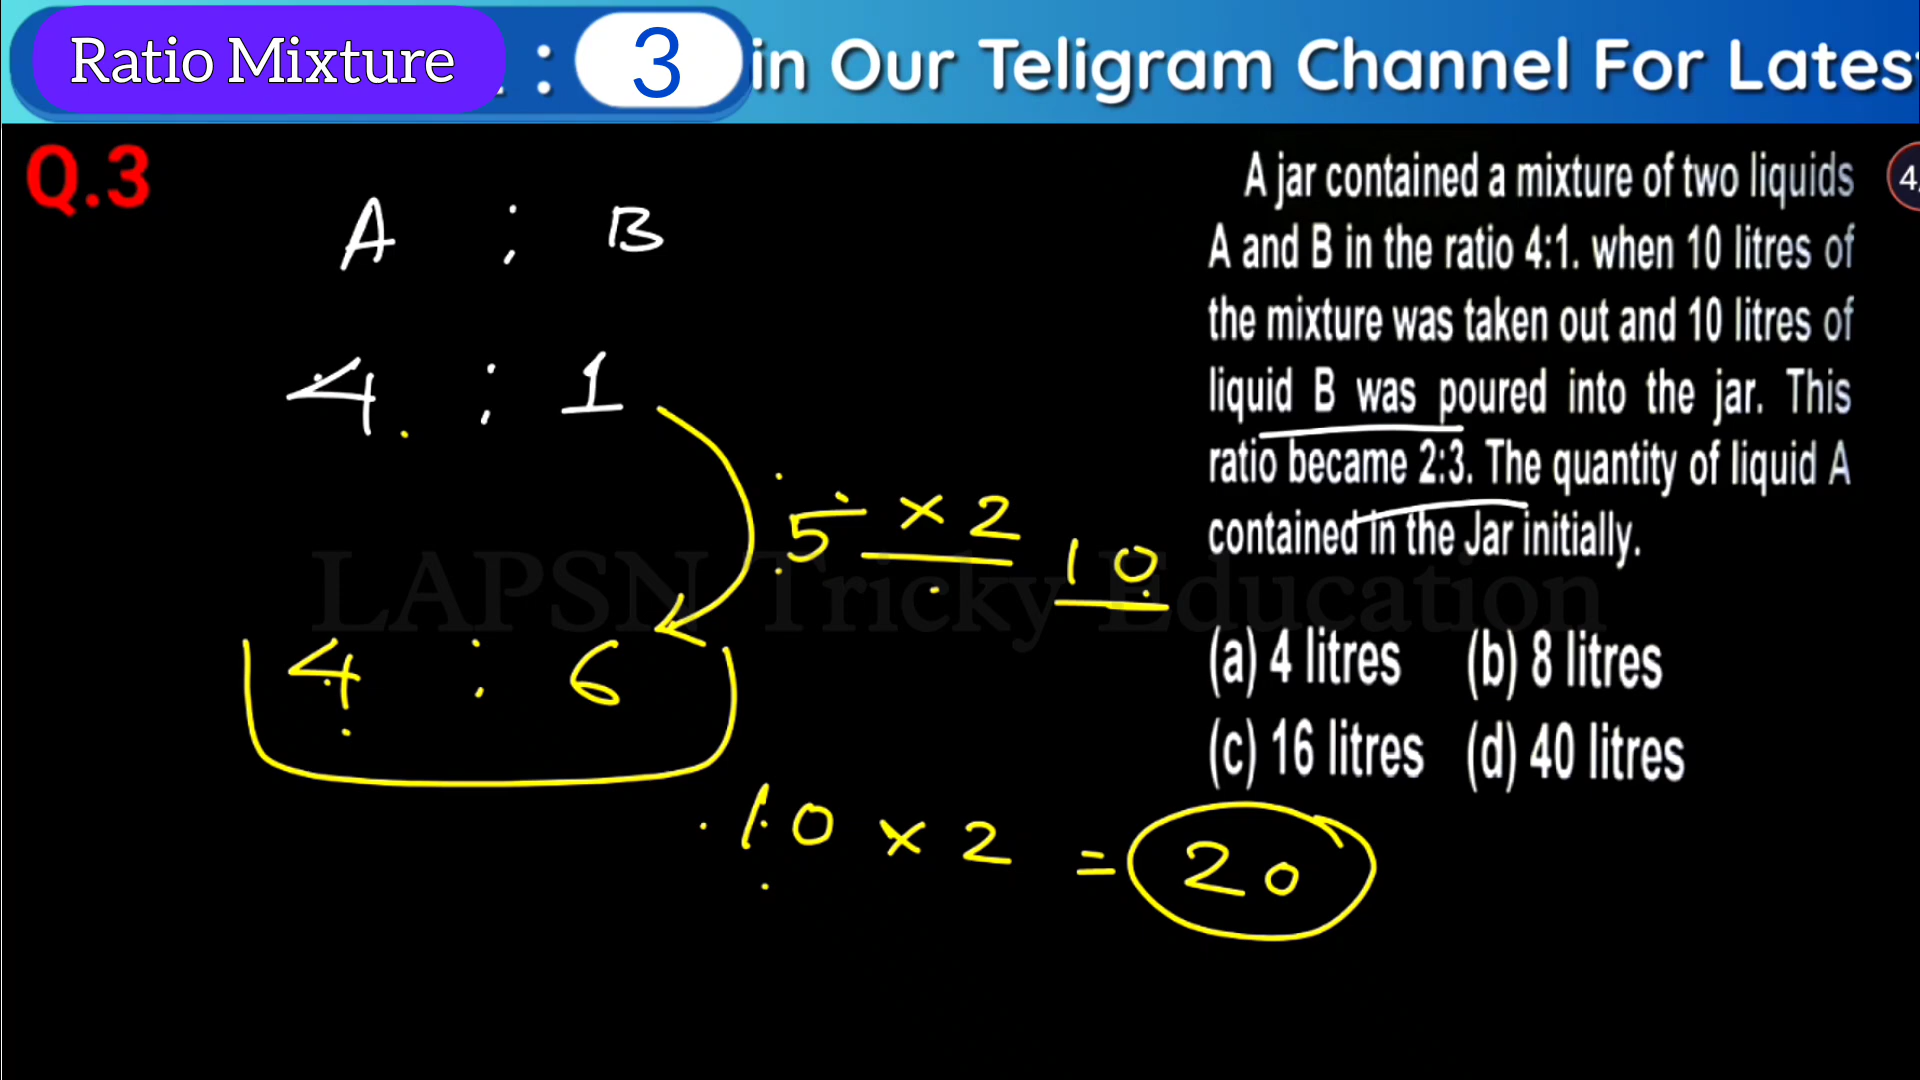 Ratio Mixture : 3 in Our Teligram Channel For Latest
Q.3
A : B
4 : 1
5 × 2
10
4 : 6
10 × 2 = 20
A jar contained a mixture of two liquids
A and B in the ratio 4:1. when 10 litres of
the mixture was taken out and 10 litres of
liquid B was poured into the jar. This
ratio became 2:3. The quantity of liquid A
contained in the Jar initially.
(a) 4 litres (b) 8 litres
(c) 16 litres (d) 40 litres
LAPSN Tricky Education